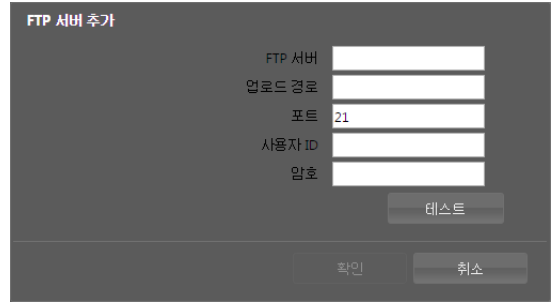 FTP 서버 추가
FTP 서버
업로드 경로
포트 21
사용자 ID
암호
테스트
확인 취소